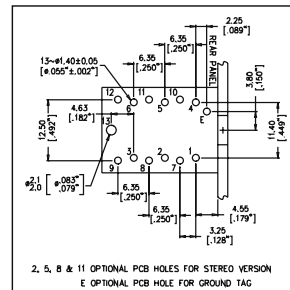 2.25
[.089"]
6.35
[.250"]
13~ø1,40±0,05
[ø.055"±.002"]
REAR PANEL
3.80
[.150"]
12 11 10
6 5 4
6.35
[.250"]
4.63
[.182"]
E
12.50
[.492"]
11.40
[.449"]
13
ø2.1
2.0
ø.083"
.079"
3 2 1
9 8 7
6.35
[.250"]
4.55
[.179"]
6.35
[.250"]
3.25
[.128"]
2, 5, 8 & 11 OPTIONAL PCB HOLES FOR STEREO VERSION
E OPTIONAL PCB HOLE FOR GROUND TAG